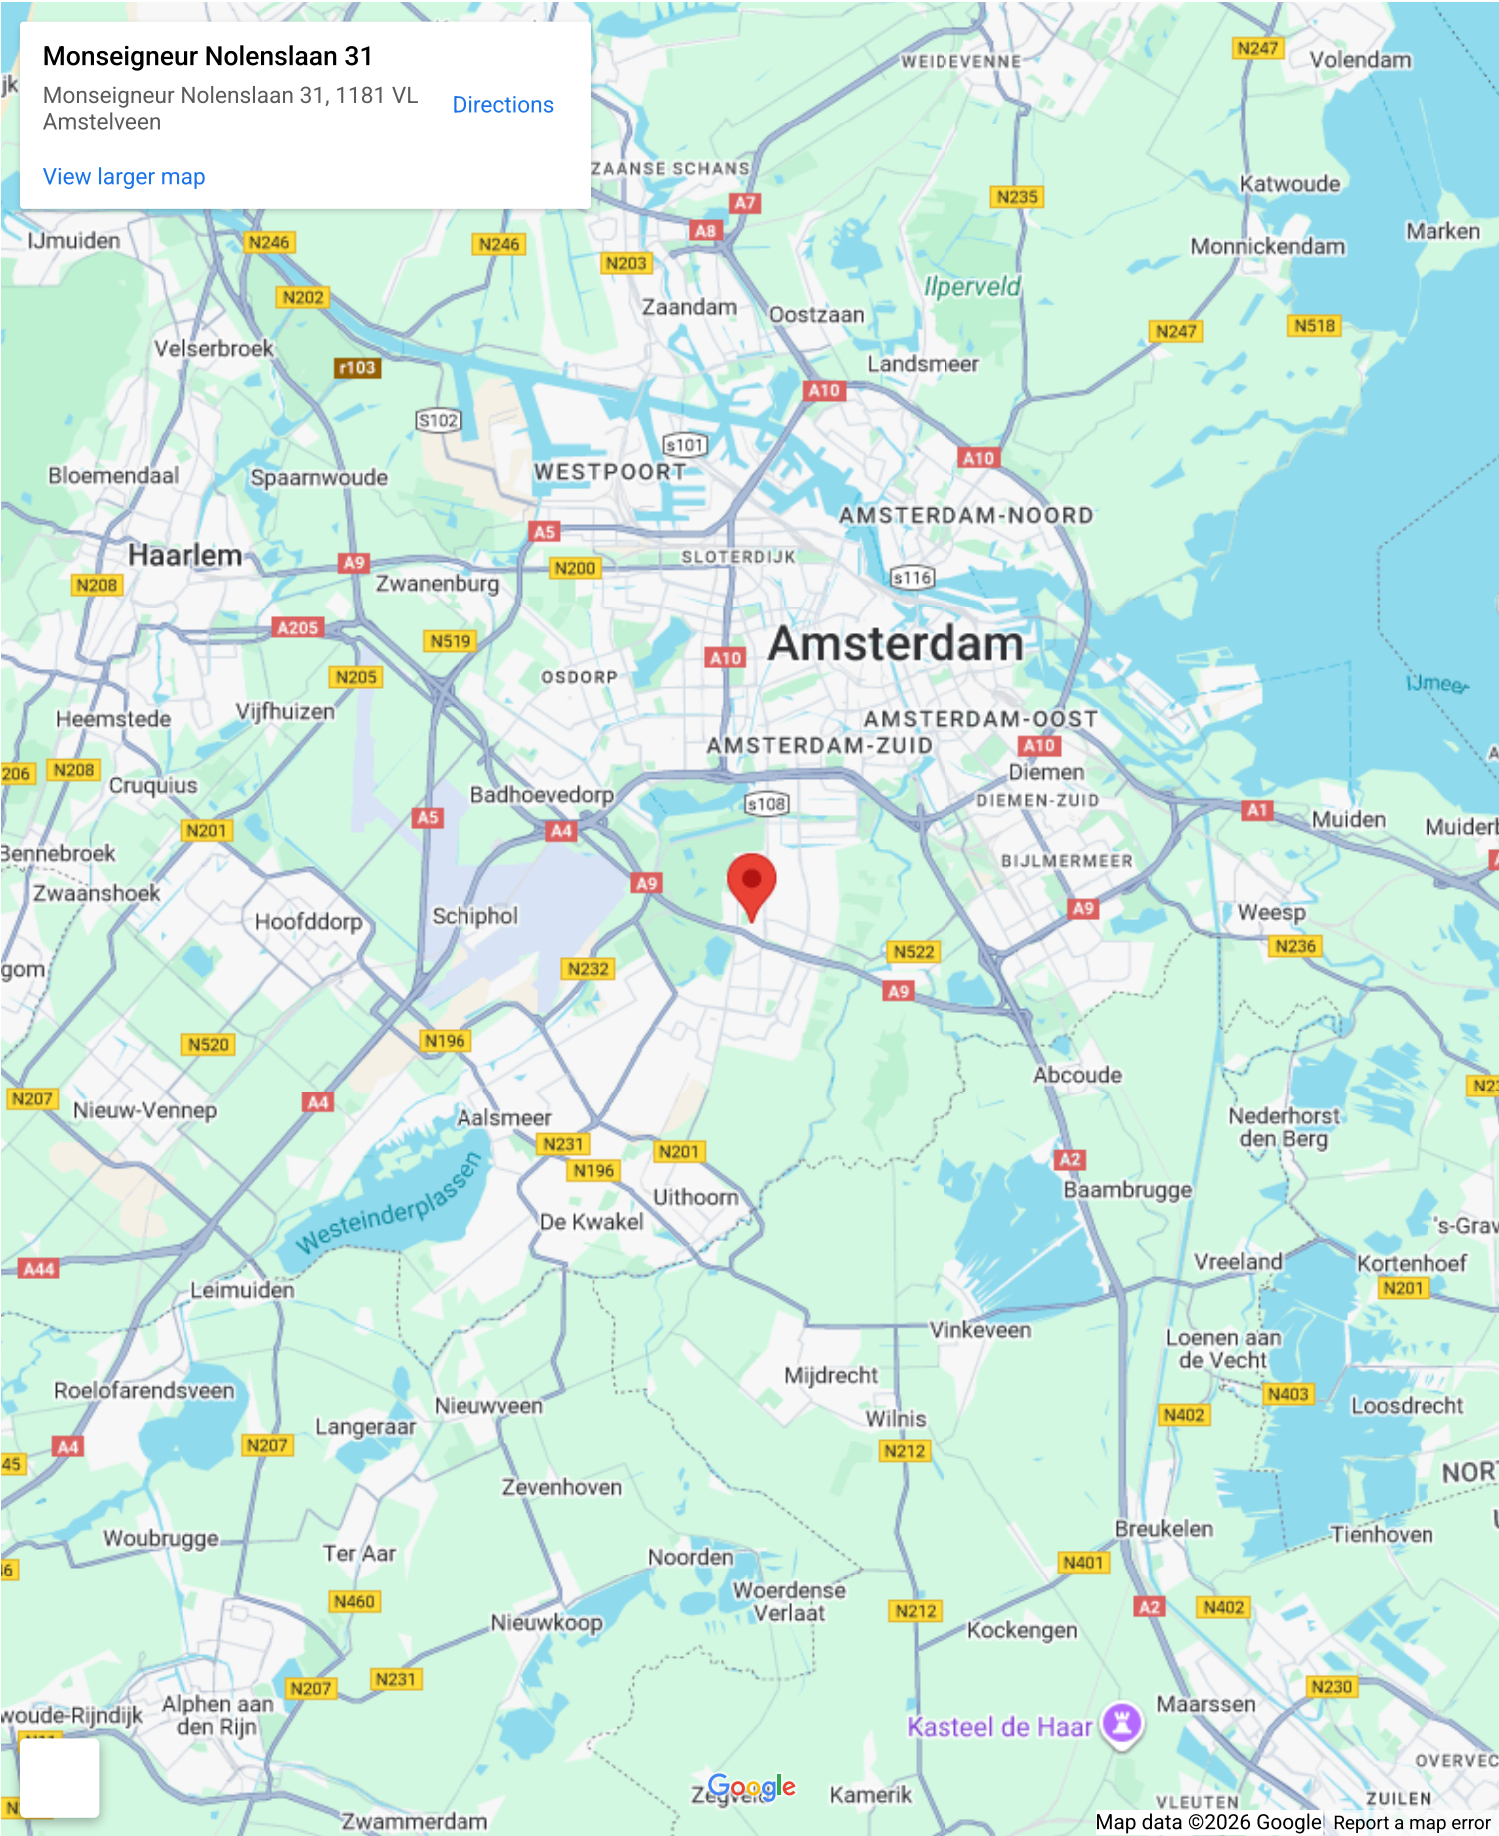 Monseigneur Nolenslaan 31
Monseigneur Nolenslaan 31, 1181 VL
Amstelveen
Directions
View larger map
WEIDEVENNE
N247
Volendam
ZAANSE SCHANS
A7
N235
Katwoude
A8
Marken
IJmuiden
N246
N246
N203
Monnickendam
N202
Zaandam
Oostzaan
Ilperveld
N247
N518
Velserbroek
r103
Landsmeer
A10
S102
s101
A10
Bloemendaal
Spaarnwoude
WESTPOORT
AMSTERDAM-NOORD
A5
Haarlem
A9
N200
SLOTERDIJK
s116
N208
Zwanenburg
A205
N519
A10
Amsterdam
N205
OSDORP
IJmeer
Heemstede
Vijfhuizen
AMSTERDAM-OOST
AMSTERDAM-ZUID
A10
206
N208
Cruquius
Diemen
Badhoevedorp
s108
DIEMEN-ZUID
A5
A4
A1
Muiden
N201
Bennebroek
BIJLMERMEER
Zwaanshoek
A9
Hoofddorp
Schiphol
A9
Weesp
N522
N236
N232
A9
N520
N196
Abcoude
N207
Nieuw-Vennep
A4
Aalsmeer
Nederhorst
den Berg
N231
N201
N196
A2
Westeinderplassen
Uithoorn
Baambrugge
De Kwakel
A44
Leimuiden
Vreeland
Kortenhoef
N201
Vinkeveen
Loenen aan
de Vecht
Mijdrecht
Roelofarendsveen
Nieuwveen
N403
Langeraar
Wilnis
N402
Loosdrecht
A4
N207
N212
45
Zevenhoven
Woubrugge
Ter Aar
Breukelen
Tienhoven
Noorden
N401
N460
Woerdense
Verlaat
N212
A2
N402
Nieuwkoop
Kockengen
N207
N231
N230
Alphen aan
den Rijn
Maarssen
Kasteel de Haar
Google
Kamerik
Zwammerdam
VLEUTEN
ZUILEN
Map data ©2026 Google
Report a map error